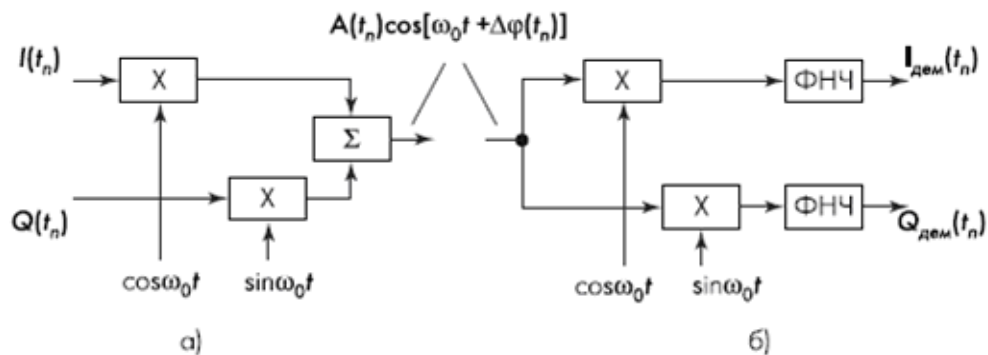 A(tₙ)cos[ω₀t +Δφ(tₙ)]
I(tₙ)
X
X
ФНЧ
Iдем(tₙ)
Σ
Q(tₙ)
X
X
ФНЧ
Qдем(tₙ)
cosω₀t
sinω₀t
cosω₀t
sinω₀t
а)
б)